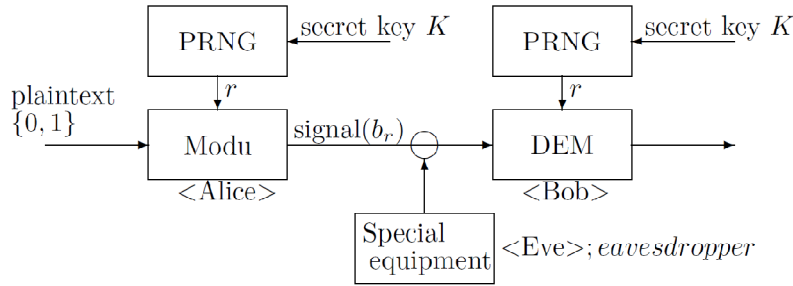 PRNG
secret key K
PRNG
secret key K
r
r
plaintext
{0, 1}
Modu
signal(b_r)
DEM
<Alice>
<Bob>
Special
equipment
<Eve>; eavesdropper